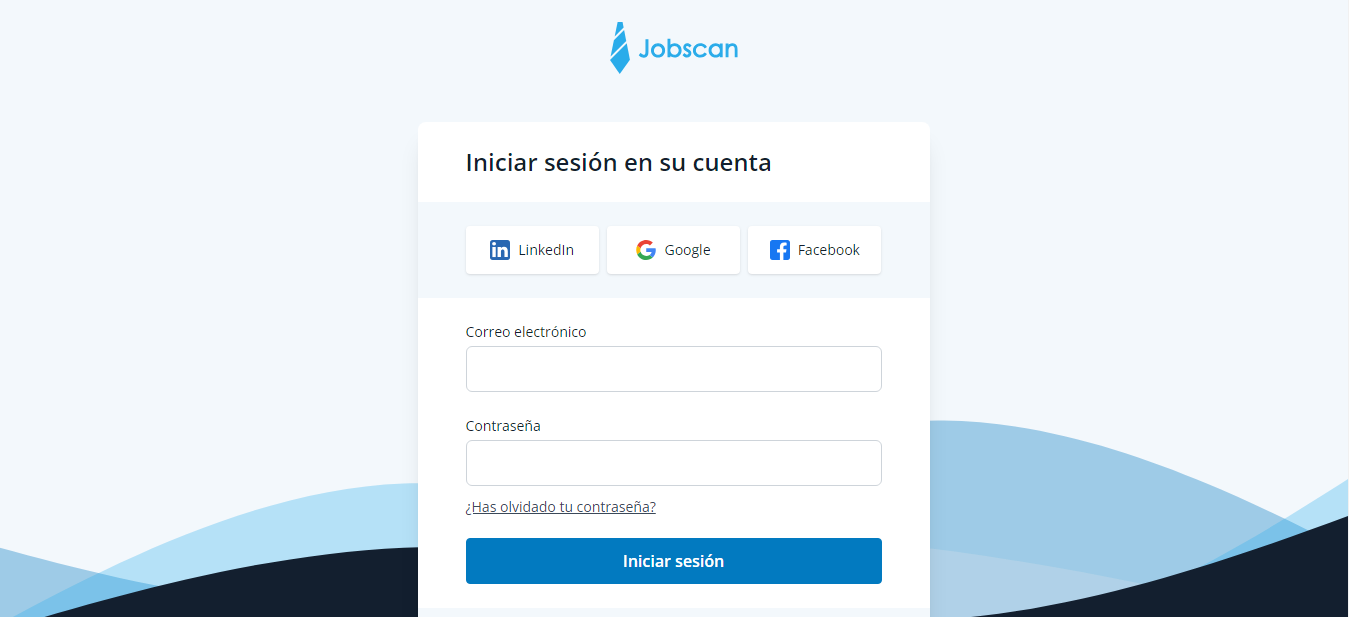 Jobscan
Iniciar sesión en su cuenta
LinkedIn
Google
Facebook
Correo electrónico
Contraseña
¿Has olvidado tu contraseña?
Iniciar sesión